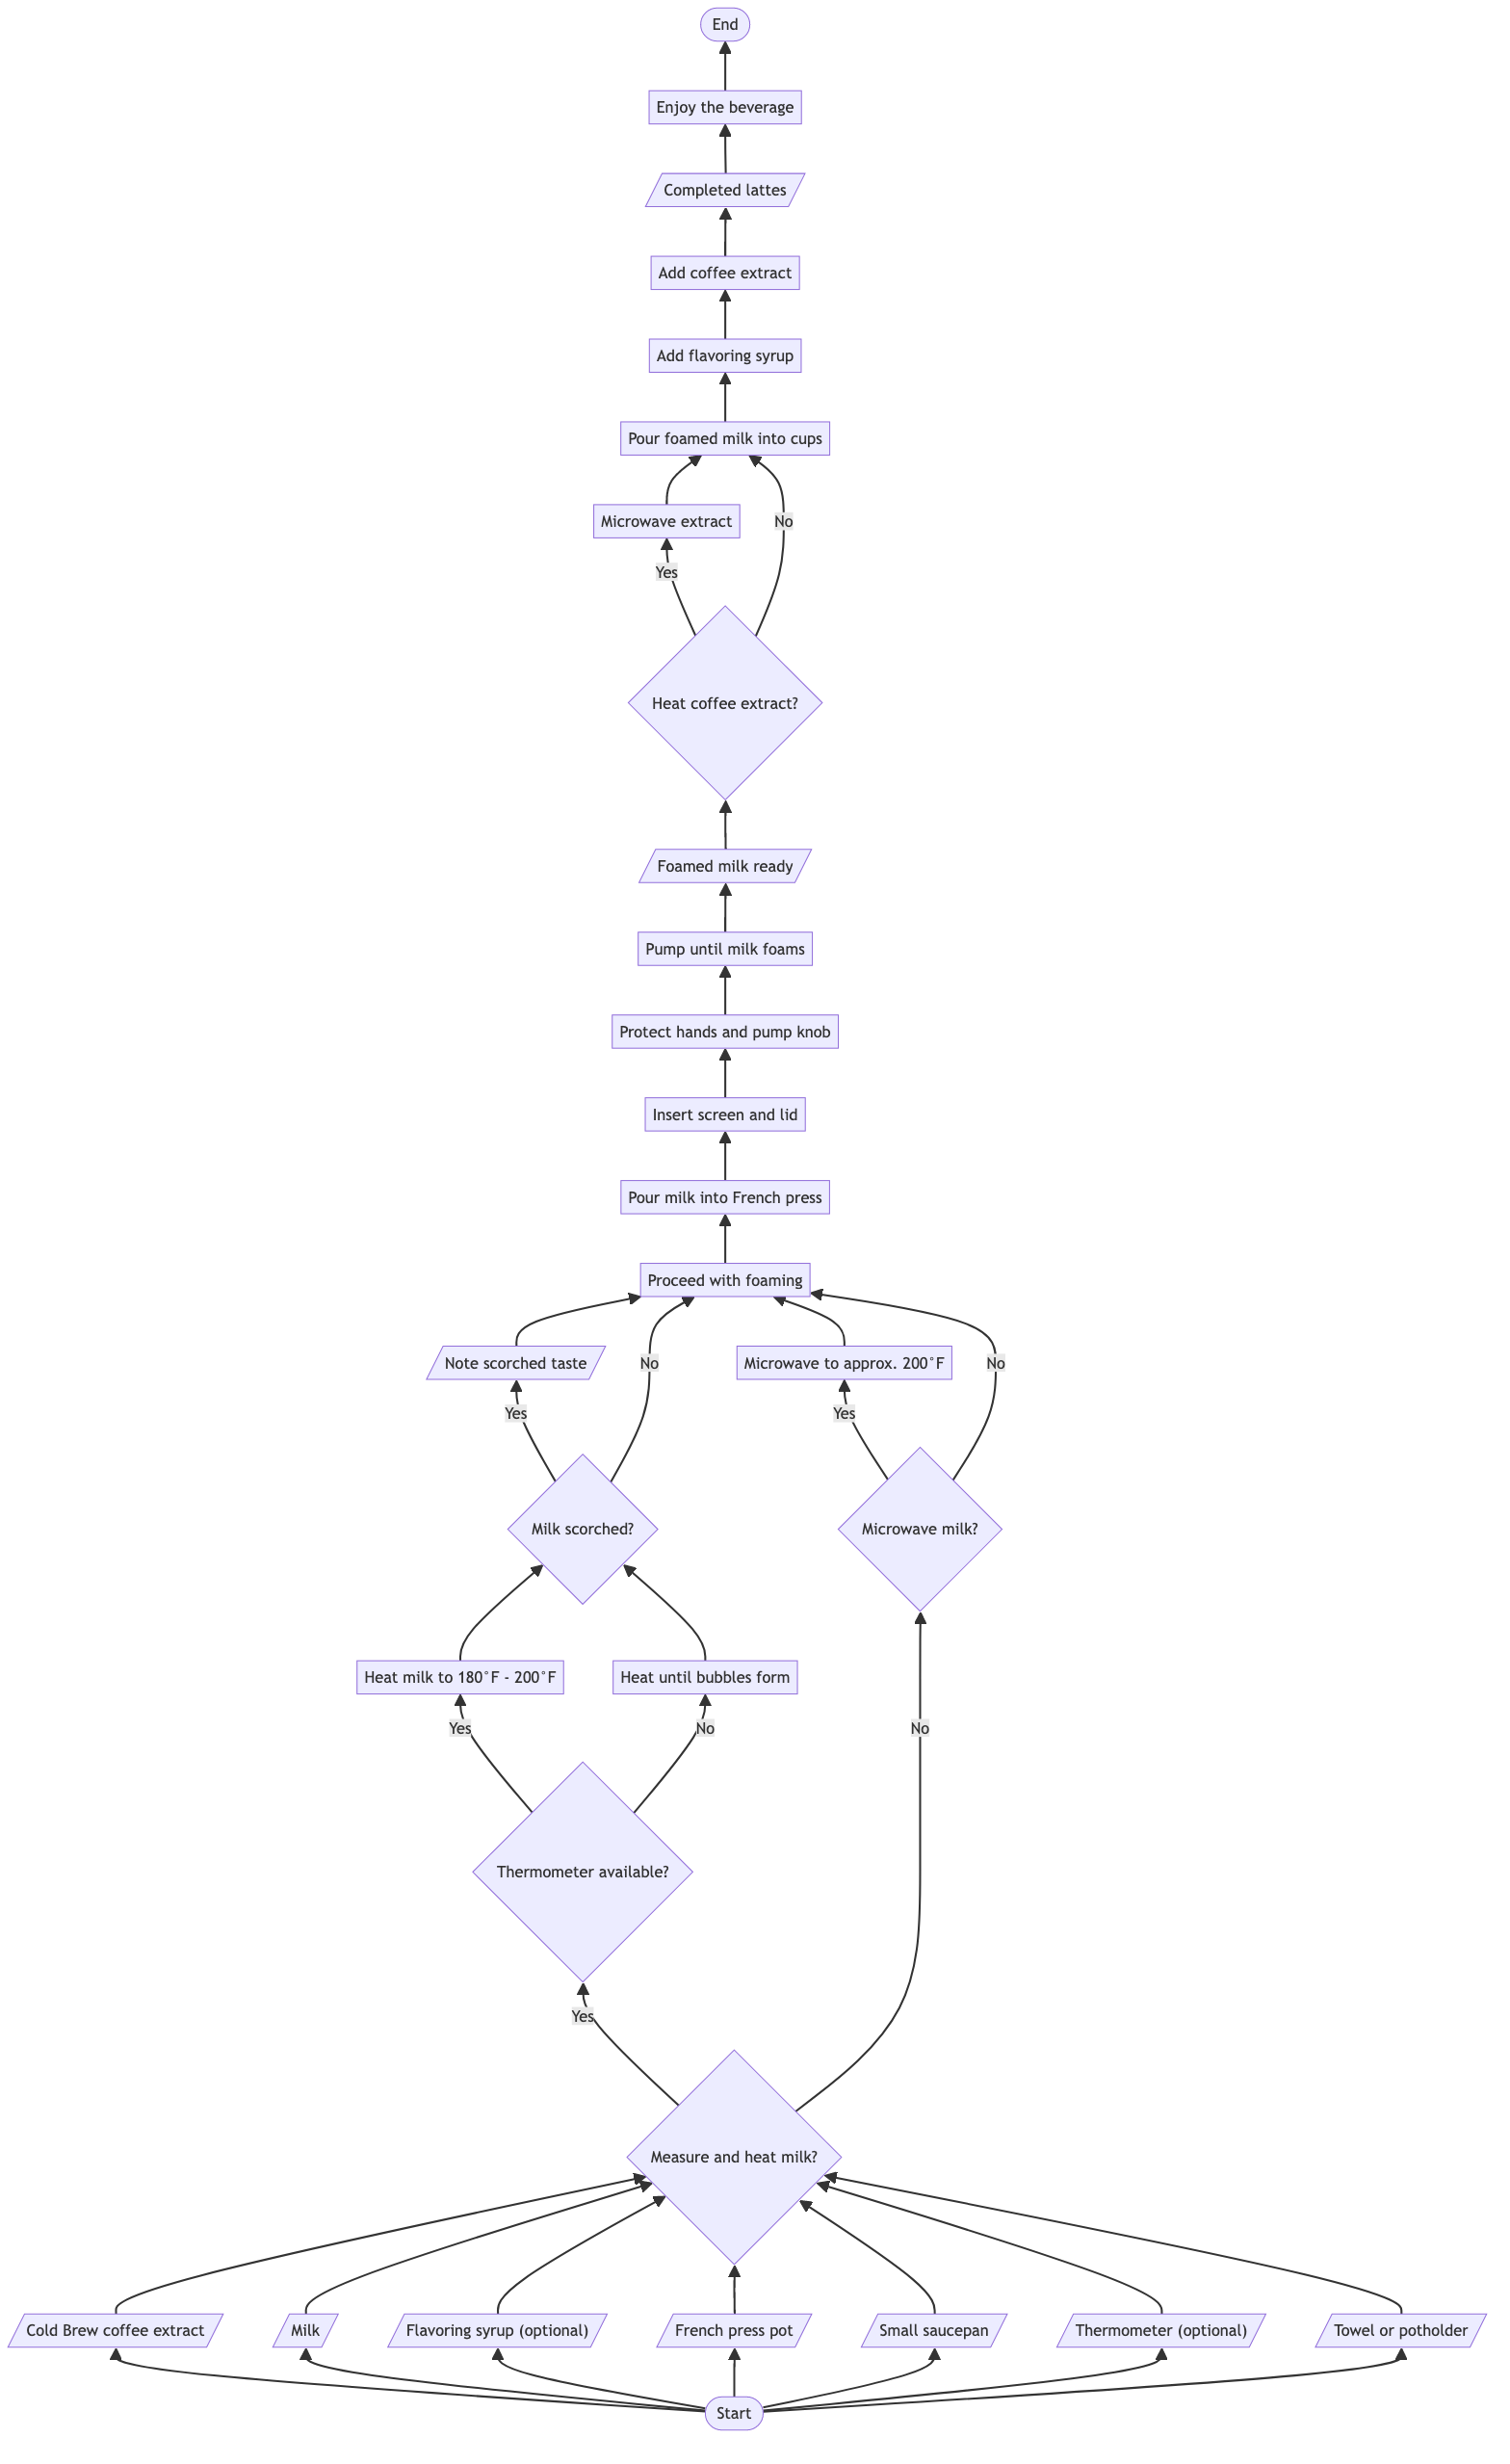 End
Enjoy the beverage
Completed lattes
Add coffee extract
Add flavoring syrup
Pour foamed milk into cups
Microwave extract
No
Yes
Heat coffee extract?
Foamed milk ready
Pump until milk foams
Protect hands and pump knob
Insert screen and lid
Pour milk into French press
Proceed with foaming
Note scorched taste
No
Microwave to approx. 200°F
No
Yes
Yes
Milk scorched?
Microwave milk?
Heat milk to 180°F - 200°F
Heat until bubbles form
Yes
No
No
Thermometer available?
Yes
Measure and heat milk?
Cold Brew coffee extract
Milk
Flavoring syrup (optional)
French press pot
Small saucepan
Thermometer (optional)
Towel or potholder
Start